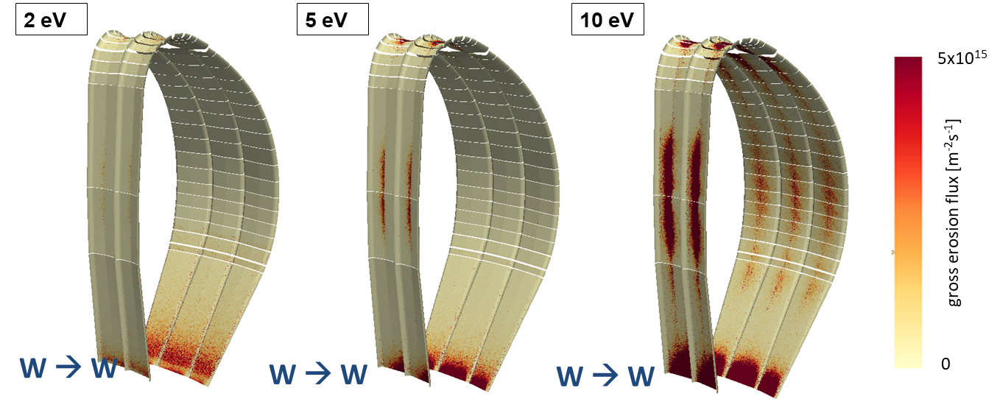 2 eV
5 eV
10 eV
5x10¹⁵
gross erosion flux [m⁻²s⁻¹]
0
W → W
W → W
W → W